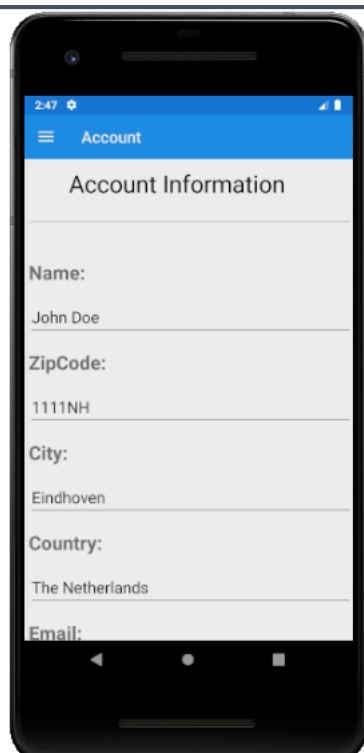 2:47
Account
Account Information
Name:
John Doe
ZipCode:
1111NH
City:
Eindhoven
Country:
The Netherlands
Email: